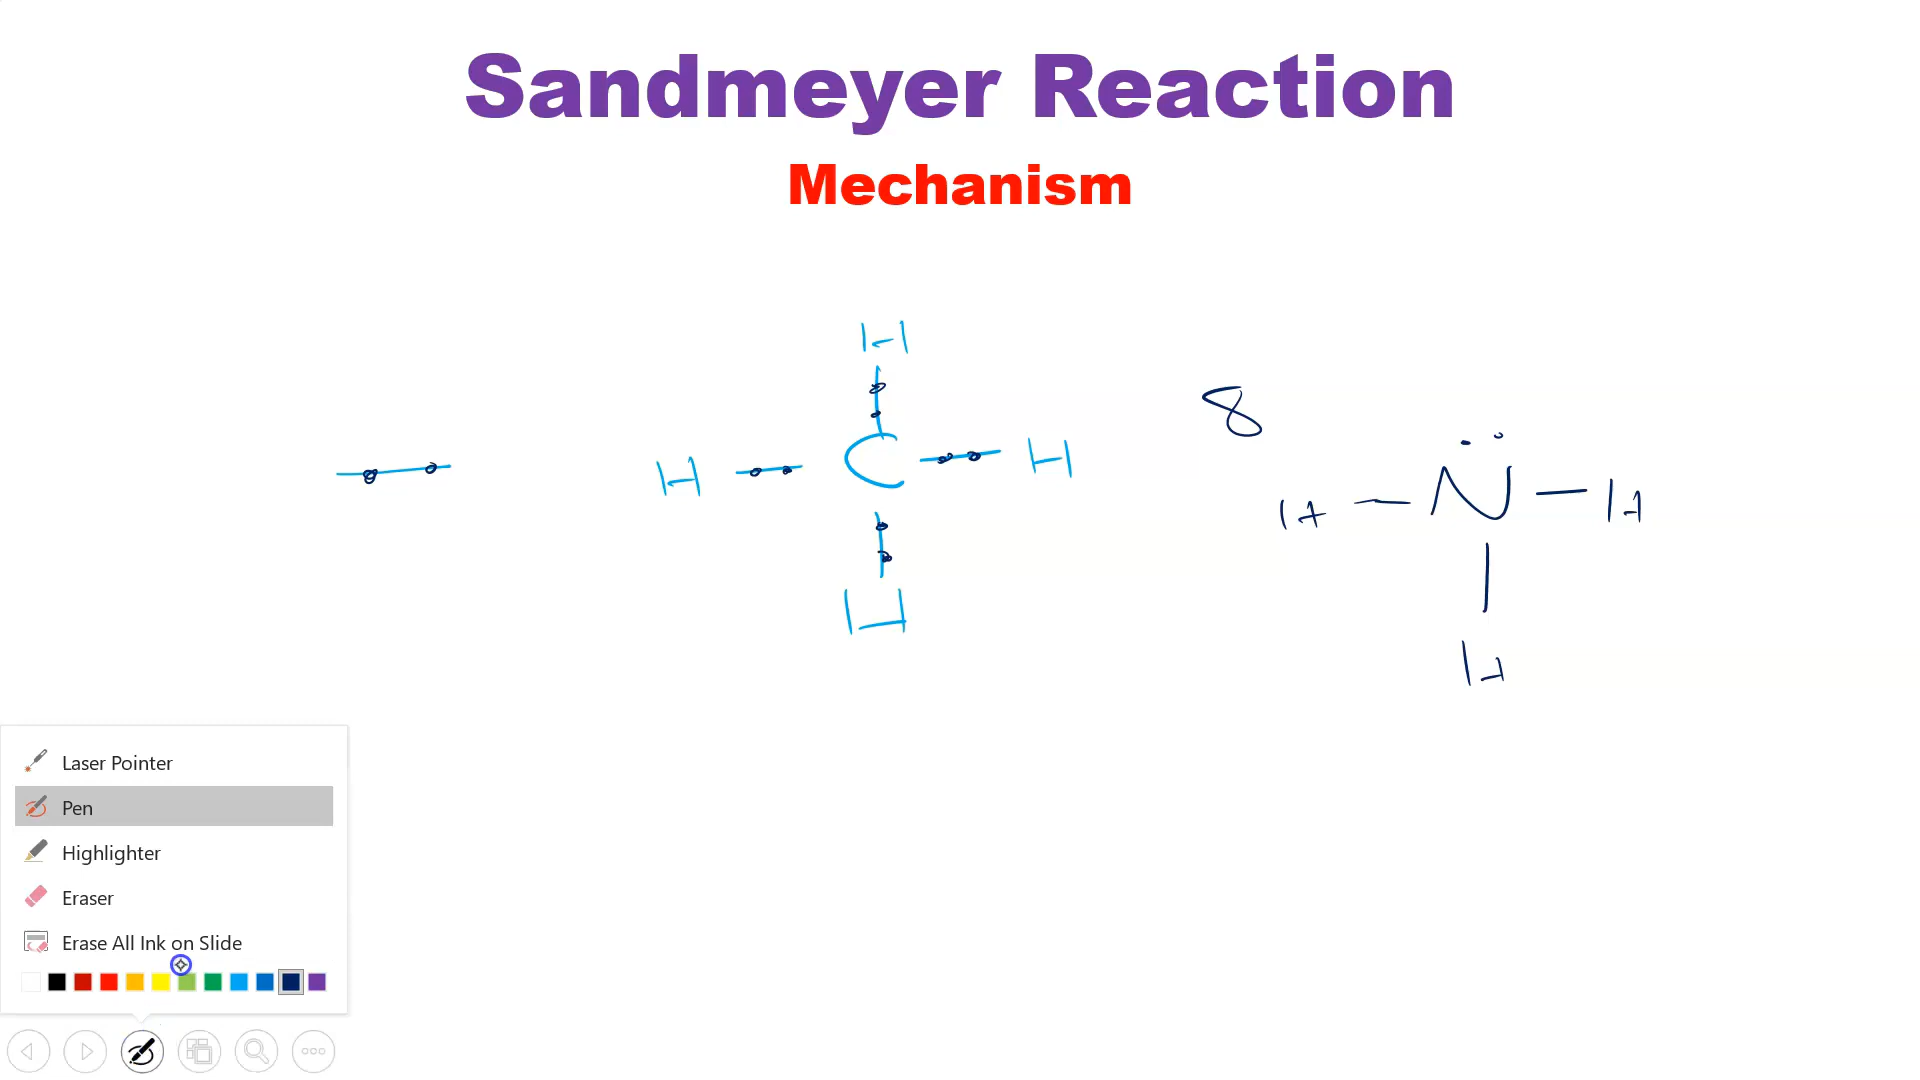 Sandmeyer Reaction
Mechanism
H
H C H
H
8
H N H
H
Laser Pointer
Pen
Highlighter
Eraser
Erase All Ink on Slide